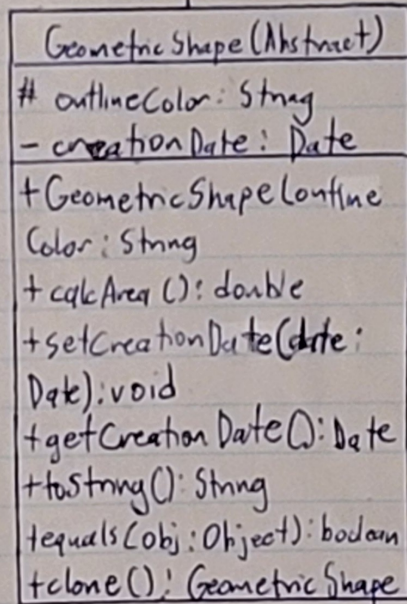 GeometricShape(Abstract)
# outlineColor: String
- creationDate: Date
+GeometricShape(outline
Color: String
+ calcArea(): double
+setCreationDate(date:
Date): void
+getCreationDate(): Date
+toString(): String
+equals(obj: Object): boolean
+clone(): GeometricShape